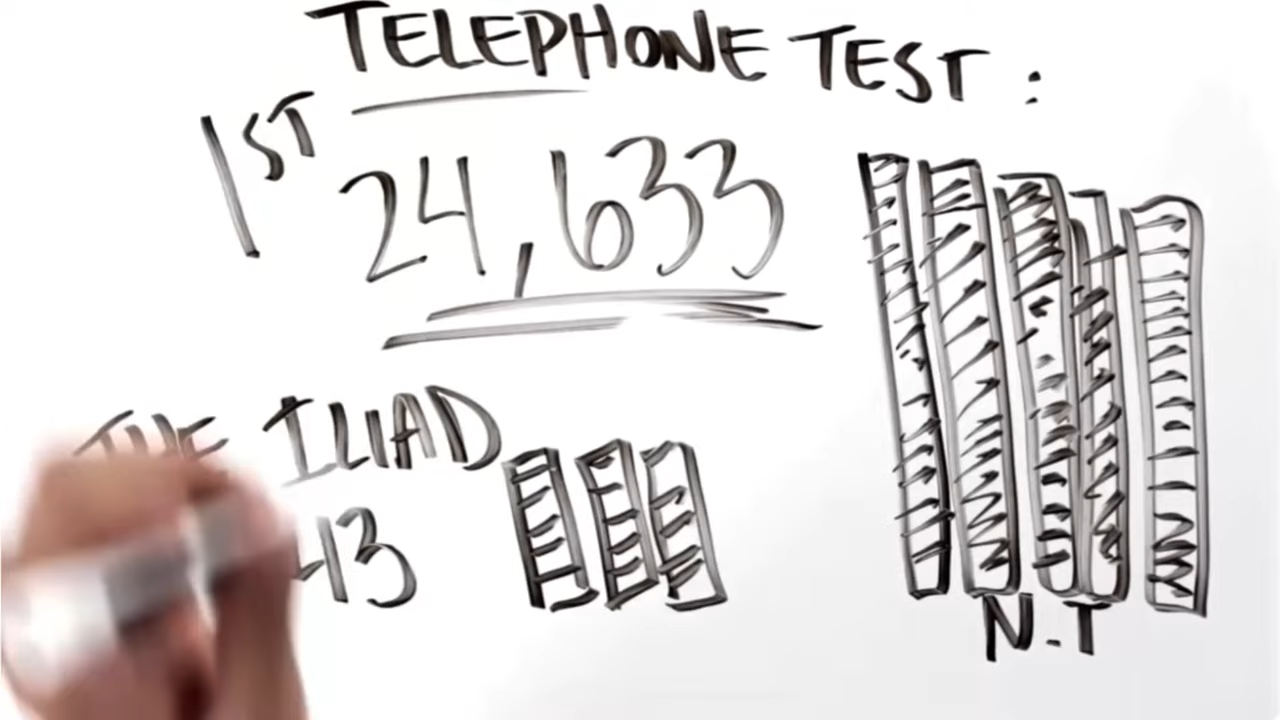 TELEPHONE TEST:
1ST
24,633
THE ILIAD
43
N.T